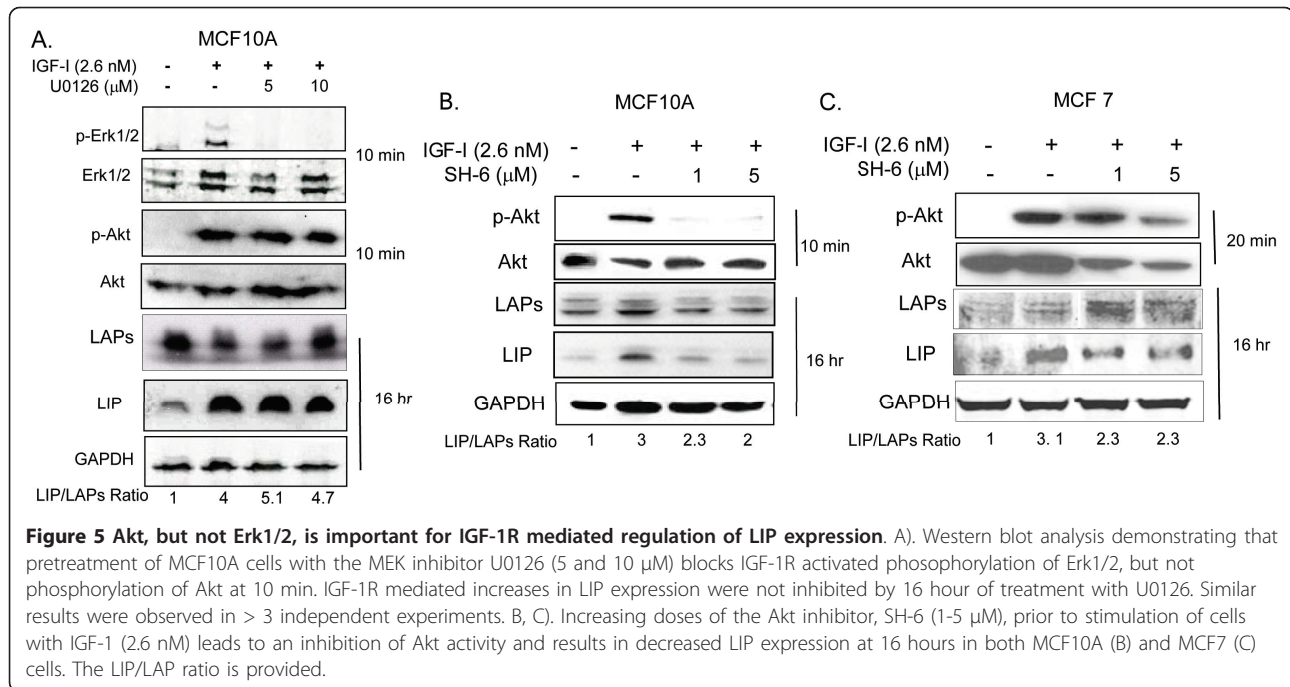 A.
MCF10A
IGF-I (2.6 nM) - + + +
U0126 (μM) - - 5 10
p-Erk1/2
10 min
Erk1/2
p-Akt
10 min
Akt
LAPs
LIP
16 hr
GAPDH
LIP/LAPs Ratio 1 4 5.1 4.7
B.
MCF10A
IGF-I (2.6 nM) - + + +
SH-6 (μM) - - 1 5
p-Akt
10 min
Akt
LAPs
LIP
16 hr
GAPDH
LIP/LAPs Ratio 1 3 2.3 2
C.
MCF 7
IGF-I (2.6 nM) - + + +
SH-6 (μM) - - 1 5
p-Akt
20 min
Akt
LAPs
LIP
16 hr
GAPDH
LIP/LAPs Ratio 1 3. 1 2.3 2.3
Figure 5 Akt, but not Erk1/2, is important for IGF-1R mediated regulation of LIP expression. A). Western blot analysis demonstrating that
pretreatment of MCF10A cells with the MEK inhibitor U0126 (5 and 10 μM) blocks IGF-1R activated phosophorylation of Erk1/2, but not
phosphorylation of Akt at 10 min. IGF-1R mediated increases in LIP expression were not inhibited by 16 hour of treatment with U0126. Similar
results were observed in > 3 independent experiments. B, C). Increasing doses of the Akt inhibitor, SH-6 (1-5 μM), prior to stimulation of cells
with IGF-1 (2.6 nM) leads to an inhibition of Akt activity and results in decreased LIP expression at 16 hours in both MCF10A (B) and MCF7 (C)
cells. The LIP/LAP ratio is provided.